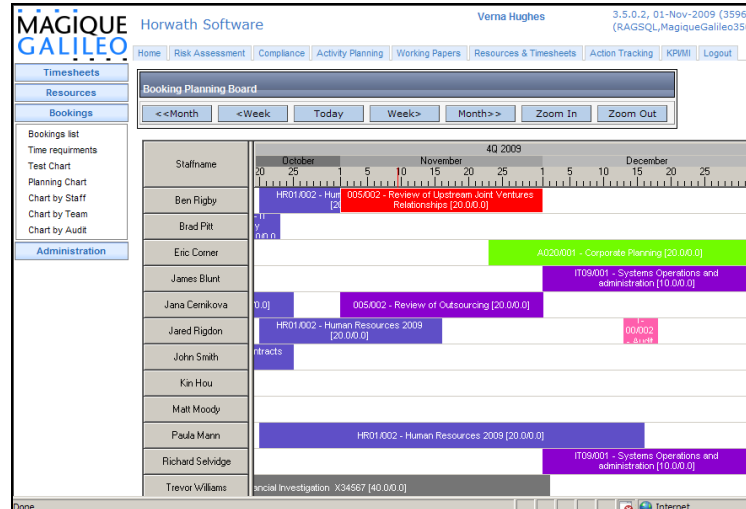 MAGIQUE
GALILEO
Horwath Software
Verna Hughes
3.5.0.2, 01-Nov-2009 (3596
(RAGSQL,MagiqueGalileo35
Home Risk Assessment Compliance Activity Planning Working Papers Resources & Timesheets Action Tracking KPI/MI Logout
Timesheets
Resources
Bookings
Bookings list
Time requirments
Test Chart
Planning Chart
Chart by Staff
Chart by Team
Chart by Audit
Administration
Booking Planning Board
<<Month <Week Today Week> Month>> Zoom In Zoom Out
Staffname
4Q 2009
October November December
20 25 1 5 10 15 20 25 1 5 10 15 20 25
Ben Rigby
HR01/002 - Hum
005/002 - Review of Upstream Joint Ventures
Relationships [20.0/0.0]
Brad Pitt
Eric Corner
A020/001 - Corporate Planning [20.0/0.0]
James Blunt
IT09/001 - Systems Operations and
administration [10.0/0.0]
Jana Cernikova
0.0]
005/002 - Review of Outsourcing [20.0/0.0]
Jared Rigdon
HR01/002 - Human Resources 2009
[20.0/0.0]
00/002
John Smith
ntracts
Kin Hou
Matt Moody
Paula Mann
HR01/002 - Human Resources 2009 [20.0/0.0]
Richard Selvidge
IT09/001 - Systems Operations and
administration [10.0/0.0]
Trevor Williams
ancial Investigation X34567 [40.0/0.0]
Done
Internet